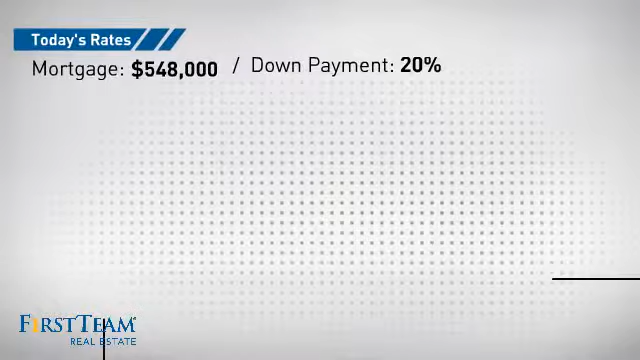 Today's Rates
Mortgage: $548,000 / Down Payment: 20%
FIRSTTEAM®
REAL ESTATE